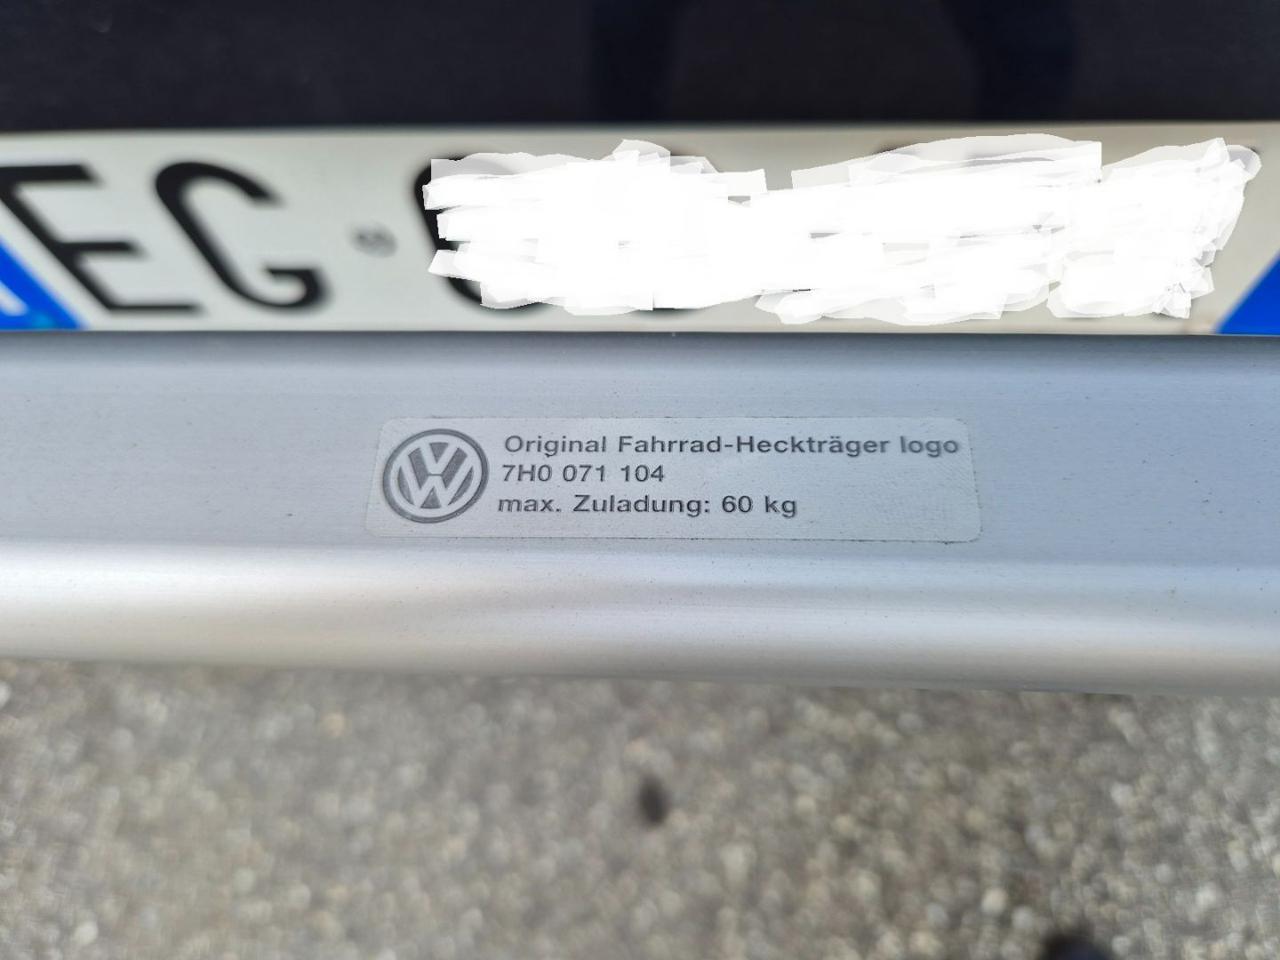 EG
Original Fahrrad-Heckträger logo
7H0 071 104
max. Zuladung: 60 kg